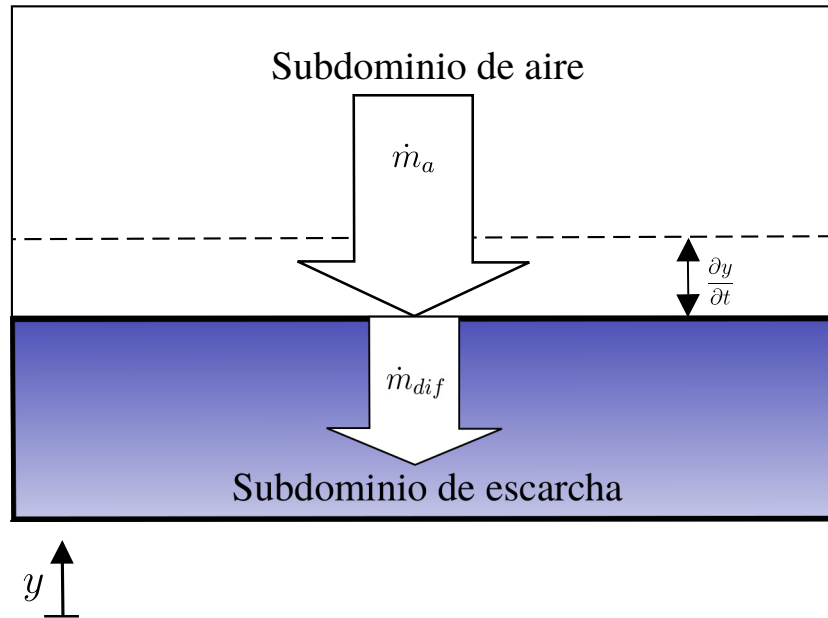 Subdominio de aire
ṁ_a
∂y/∂t
ṁ_dif
Subdominio de escarcha
y